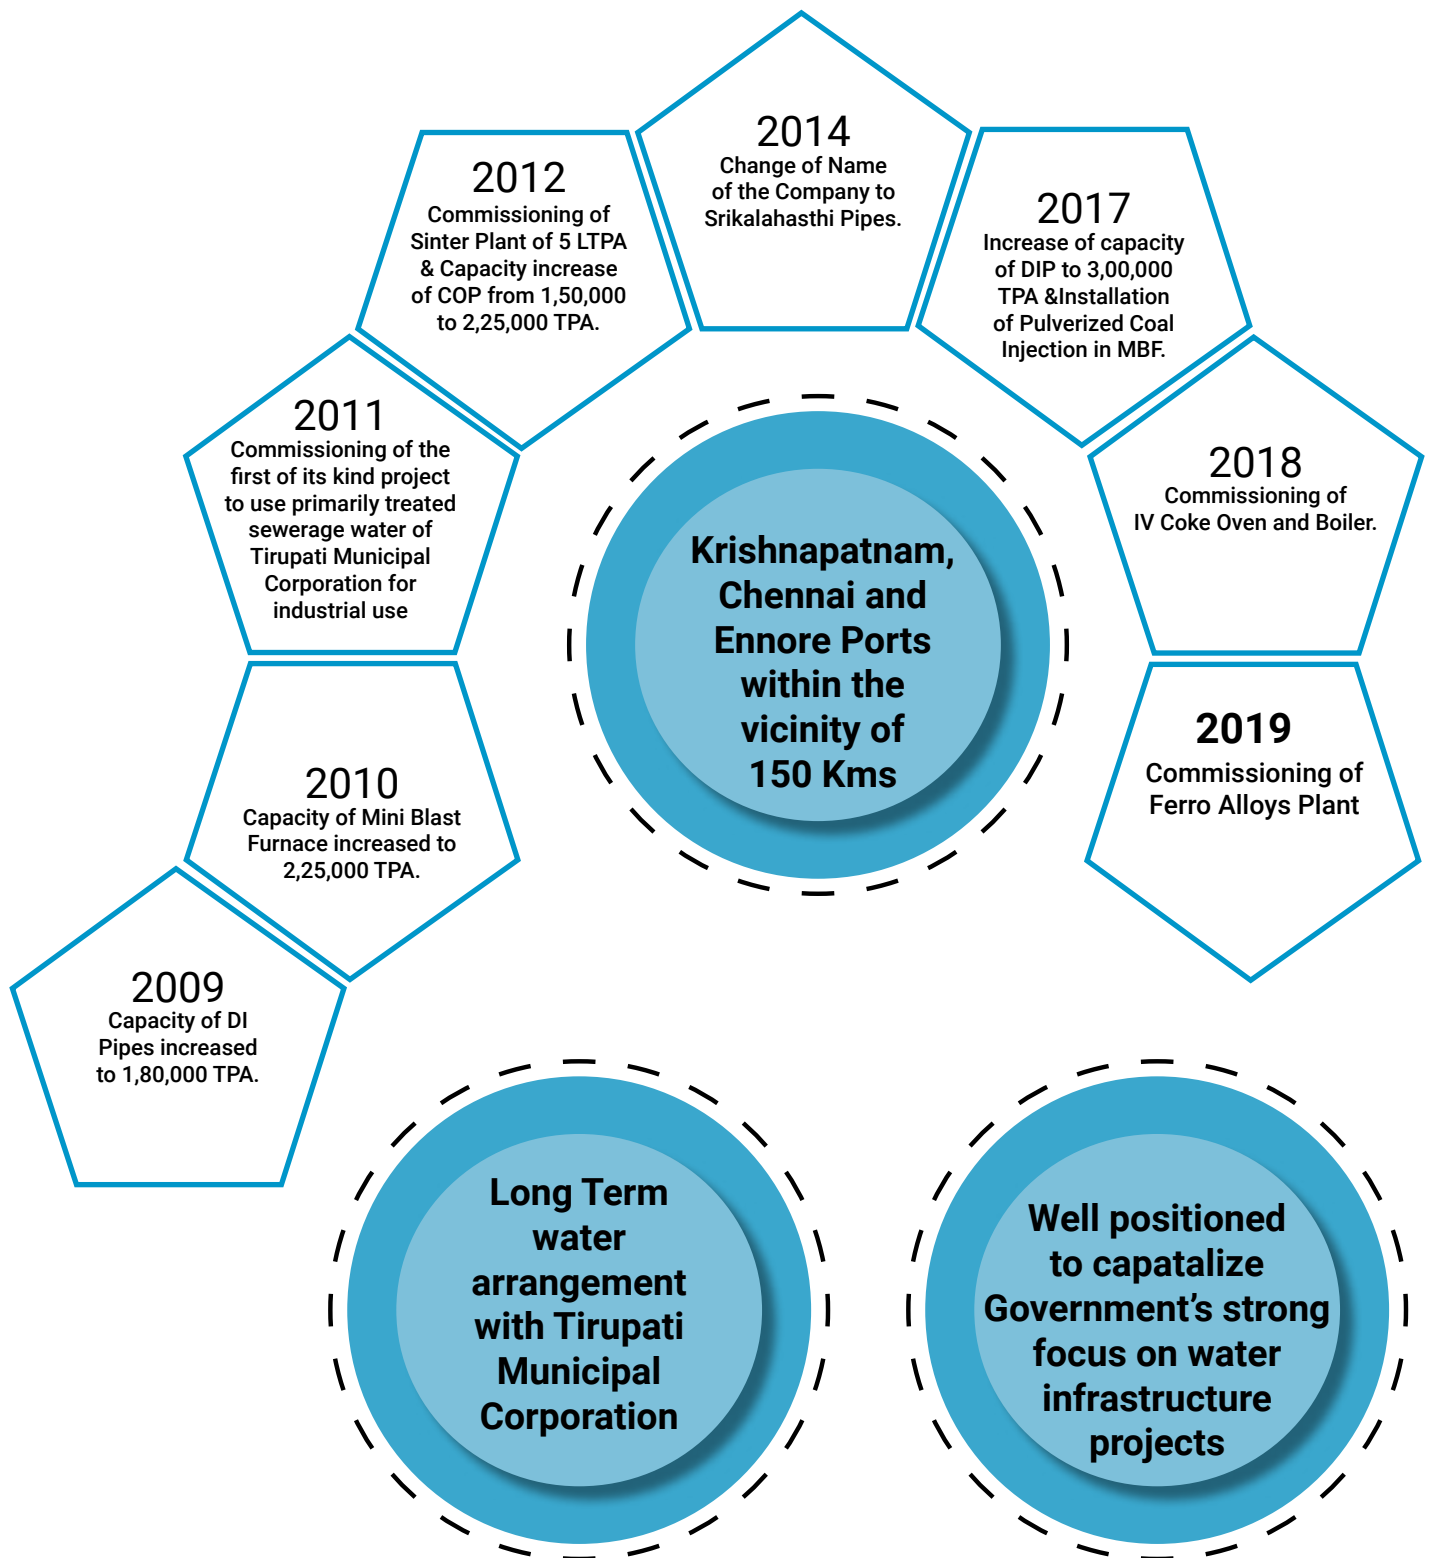 2014
Change of Name
of the Company to
Srikalahasthi Pipes.
2012
Commissioning of
Sinter Plant of 5 LTPA
& Capacity increase
of COP from 1,50,000
to 2,25,000 TPA.
2017
Increase of capacity
of DIP to 3,00,000
TPA &Installation
of Pulverized Coal
Injection in MBF.
2011
Commissioning of the
first of its kind project
to use primarily treated
sewerage water of
Tirupati Municipal
Corporation for
industrial use
2018
Commissioning of
IV Coke Oven and Boiler.
Krishnapatnam,
Chennai and
Ennore Ports
within the
vicinity of
150 Kms
2010
Capacity of Mini Blast
Furnace increased to
2,25,000 TPA.
2019
Commissioning of
Ferro Alloys Plant
2009
Capacity of DI
Pipes increased
to 1,80,000 TPA.
Long Term
water
arrangement
with Tirupati
Municipal
Corporation
Well positioned
to capatalize
Government’s strong
focus on water
infrastructure
projects